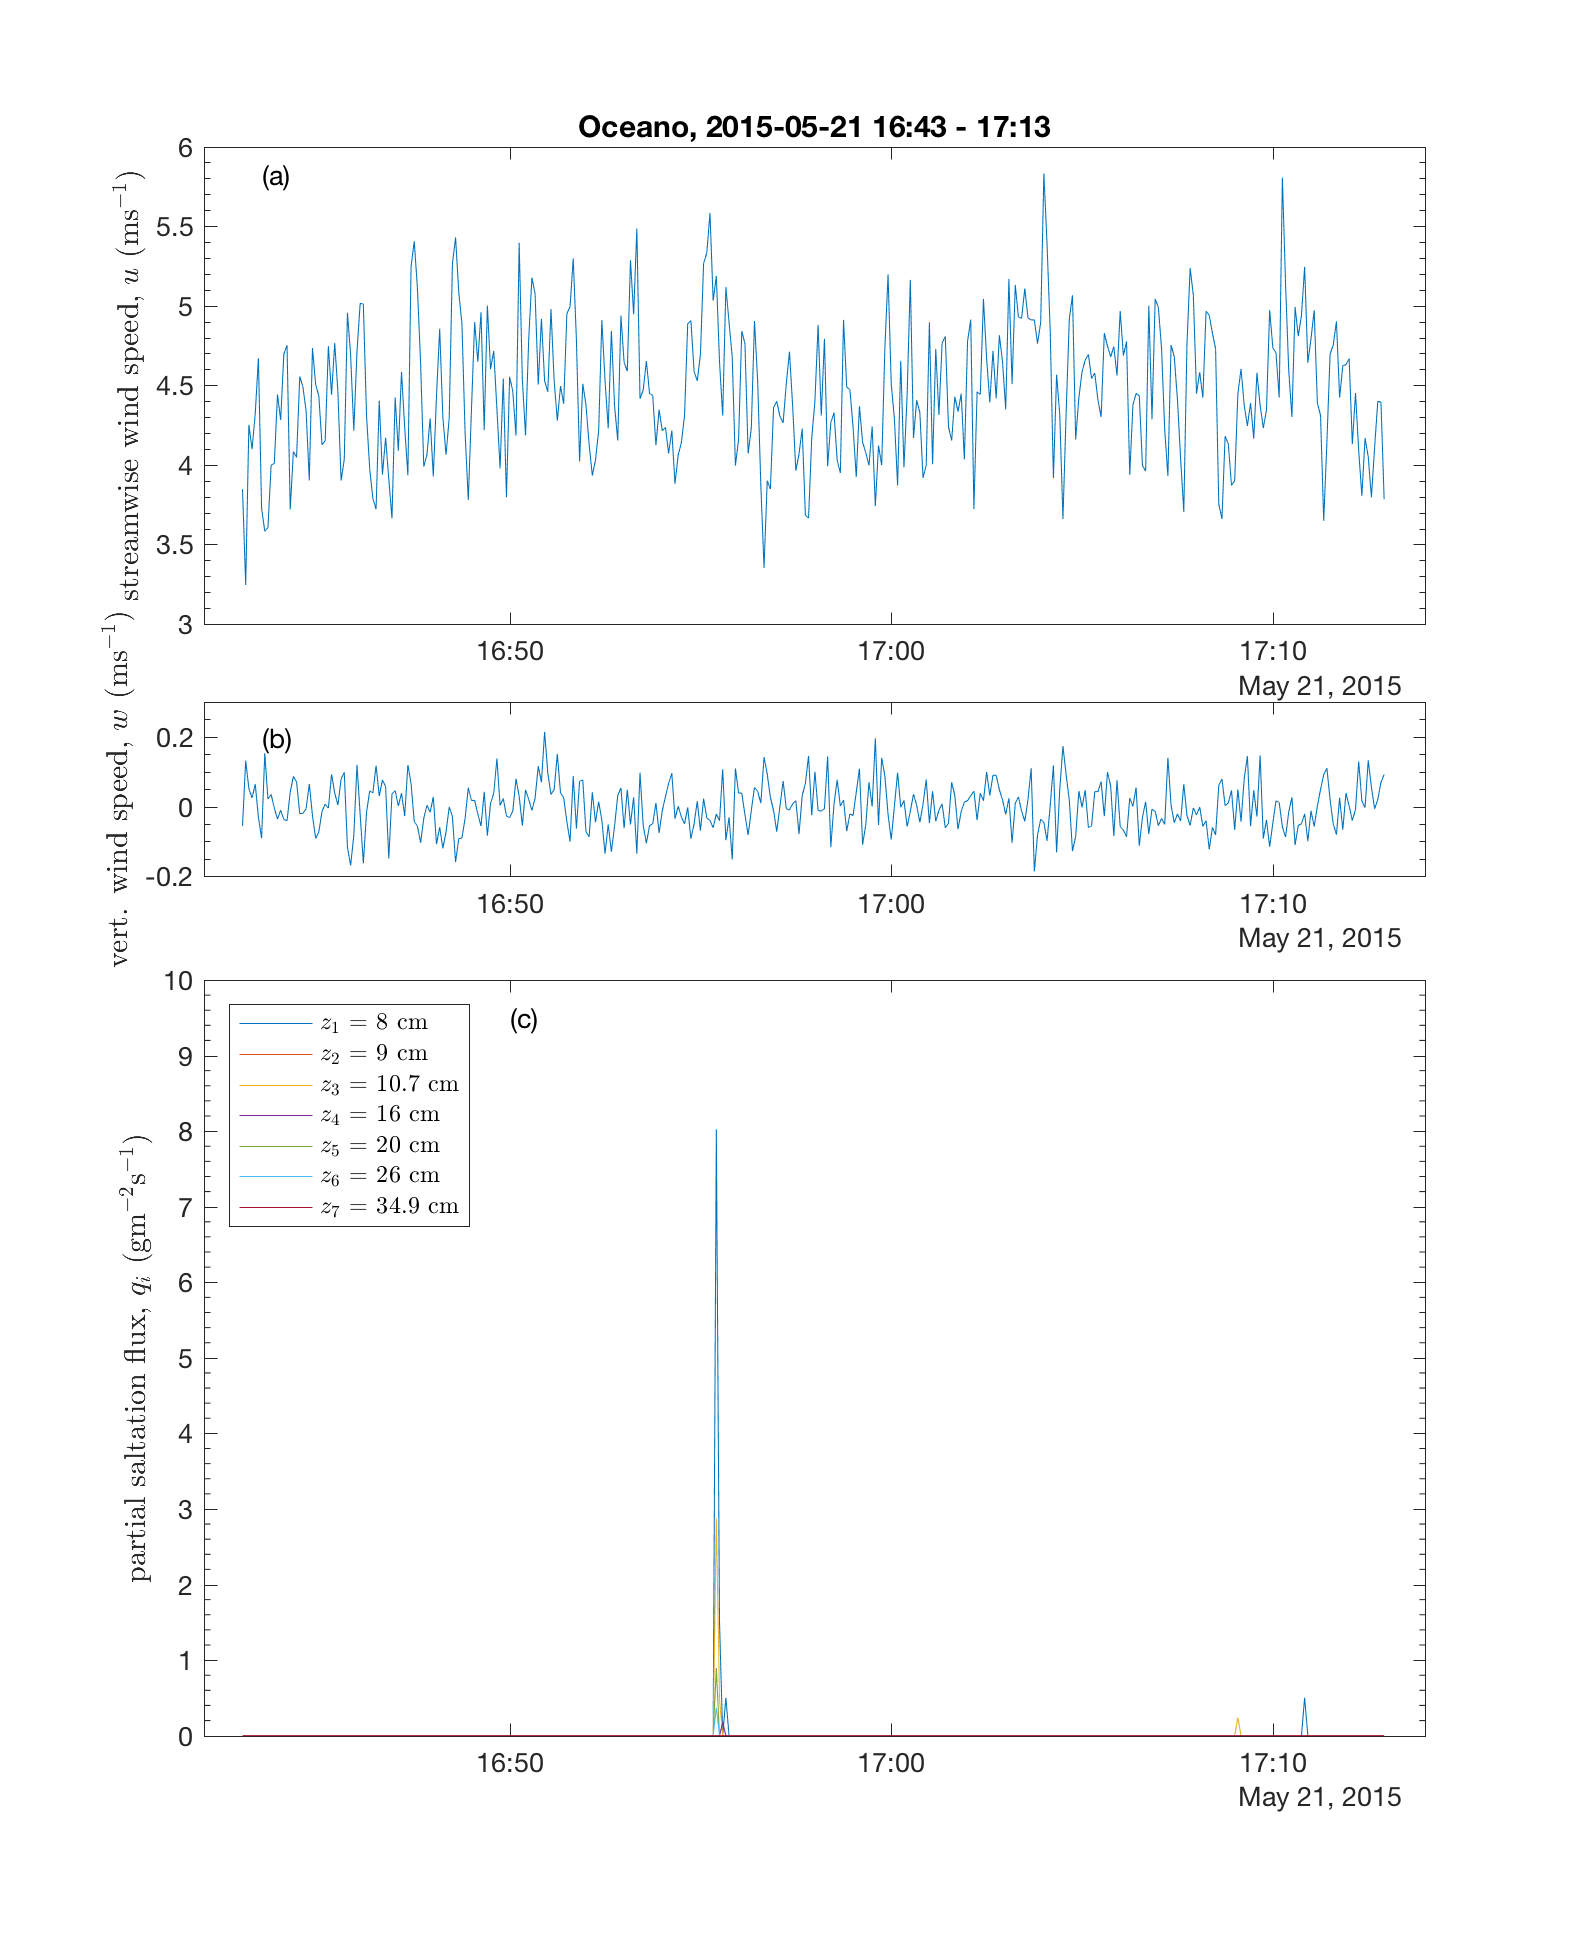 Oceano, 2015-05-21 16:43 - 17:13
(a)
streamwise wind speed, u (ms⁻¹)
6
5.5
5
4.5
4
3.5
3
16:50 17:00 17:10
May 21, 2015
(b)
vert. wind speed, w (ms⁻¹)
0.2
0
-0.2
16:50 17:00 17:10
May 21, 2015
(c)
partial saltation flux, qᵢ (gm⁻²s⁻¹)
10
9
8
7
6
5
4
3
2
1
0
z₁ = 8 cm
z₂ = 9 cm
z₃ = 10.7 cm
z₄ = 16 cm
z₅ = 20 cm
z₆ = 26 cm
z₇ = 34.9 cm
16:50 17:00 17:10
May 21, 2015